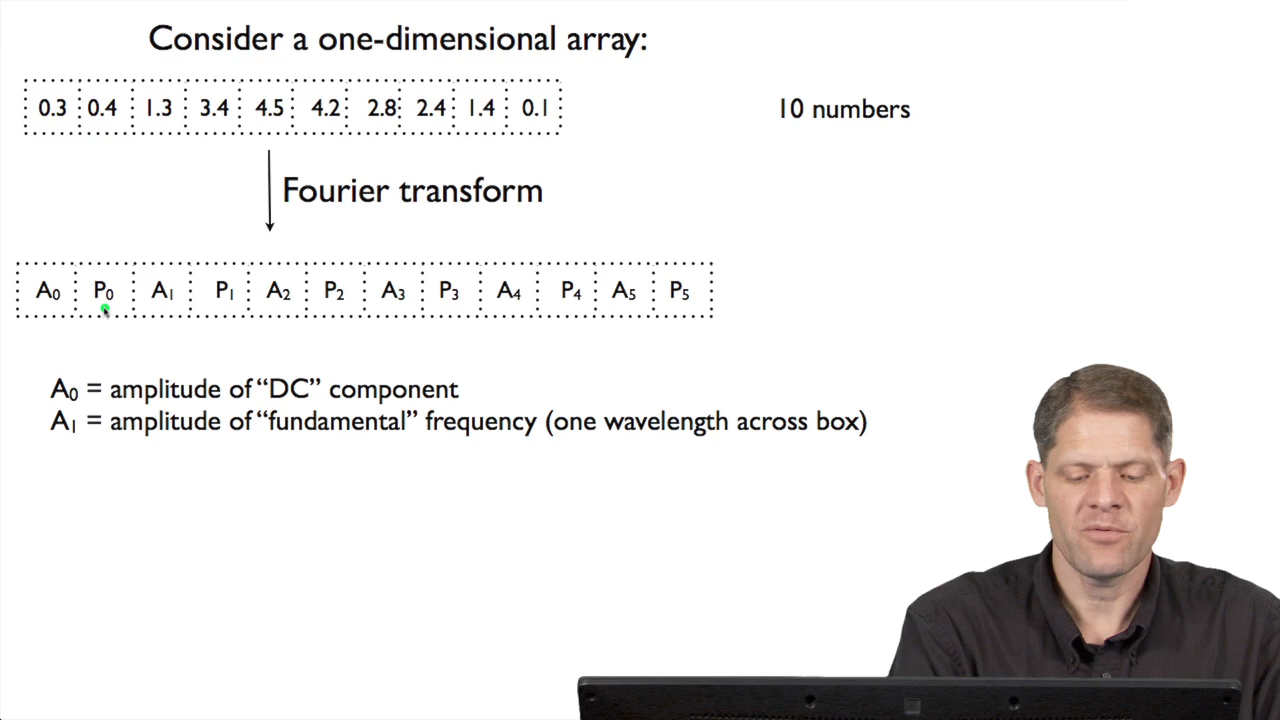 Consider a one-dimensional array:
0.3 0.4 1.3 3.4 4.5 4.2 2.8 2.4 1.4 0.1
10 numbers
Fourier transform
A₀ P₀ A₁ P₁ A₂ P₂ A₃ P₃ A₄ P₄ A₅ P₅
A₀ = amplitude of “DC” component
A₁ = amplitude of “fundamental” frequency (one wavelength across box)